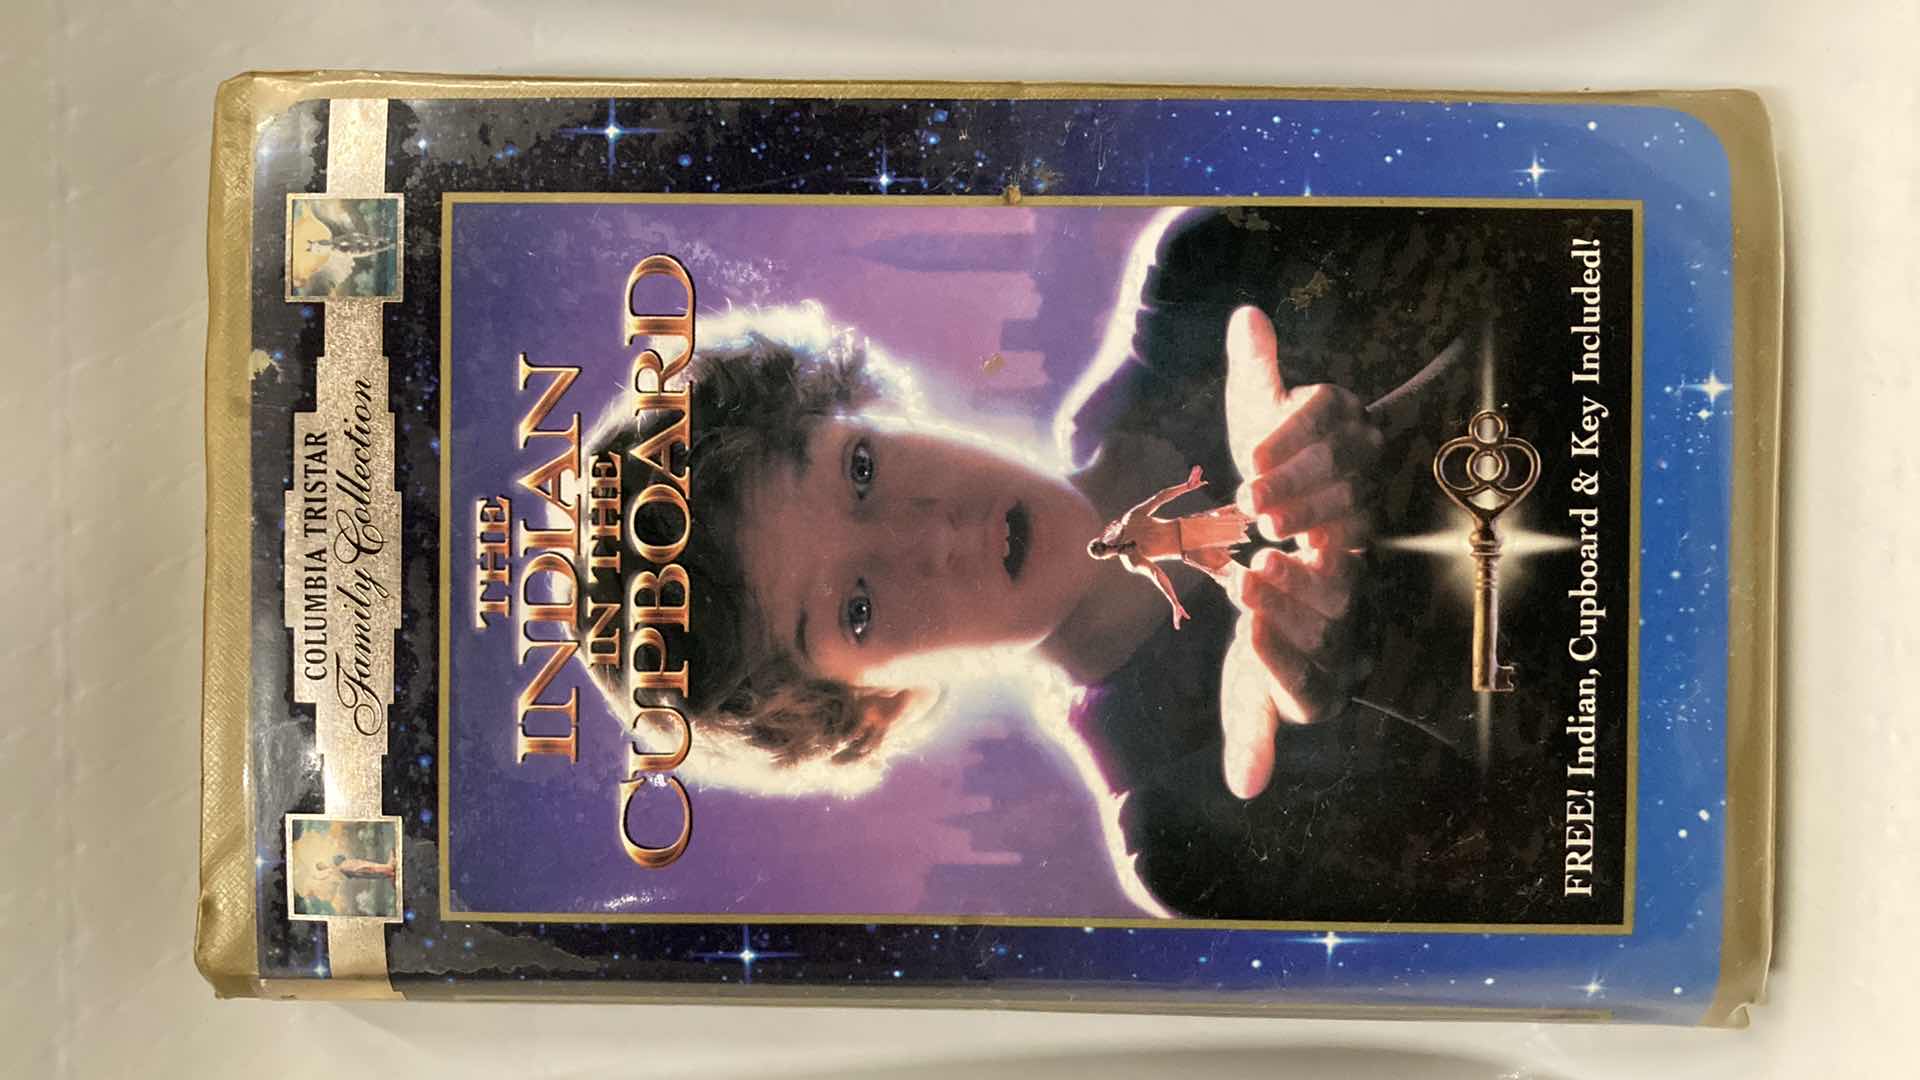 COLUMBIA TRISTAR
Family Collection
THE
INDIAN
IN THE
CUPBOARD
FREE! Indian, Cupboard & Key Included!